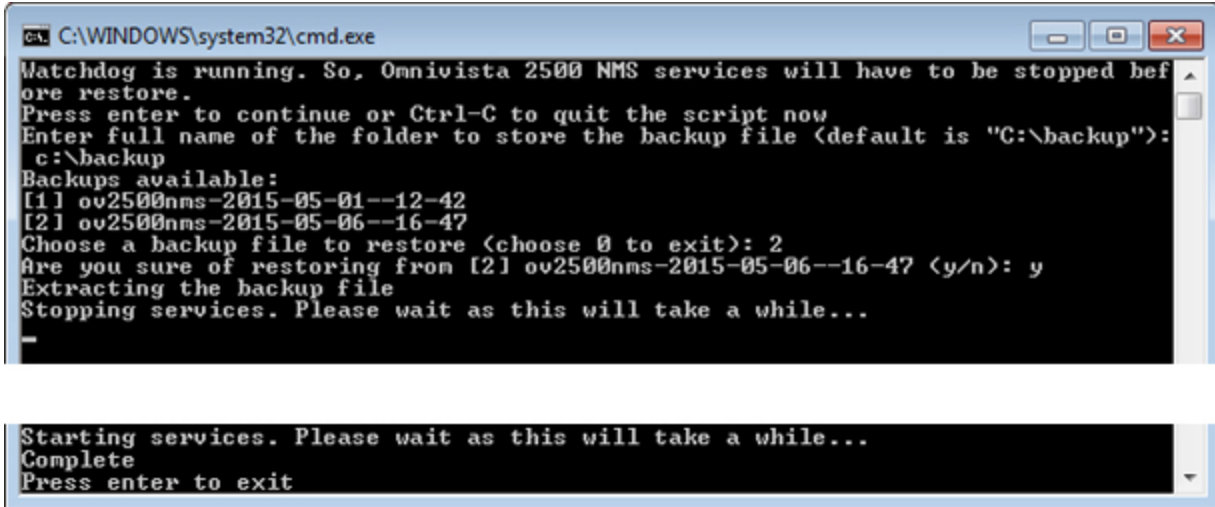 C:\WINDOWS\system32\cmd.exe
Watchdog is running. So, Omnivista 2500 NMS services will have to be stopped bef
ore restore.
Press enter to continue or Ctrl-C to quit the script now
Enter full name of the folder to store the backup file (default is "C:\backup"):
 c:\backup
Backups available:
[1] ov2500nms-2015-05-01--12-42
[2] ov2500nms-2015-05-06--16-47
Choose a backup file to restore (choose 0 to exit): 2
Are you sure of restoring from [2] ov2500nms-2015-05-06--16-47 (y/n): y
Extracting the backup file
Stopping services. Please wait as this will take a while...
Starting services. Please wait as this will take a while...
Complete
Press enter to exit